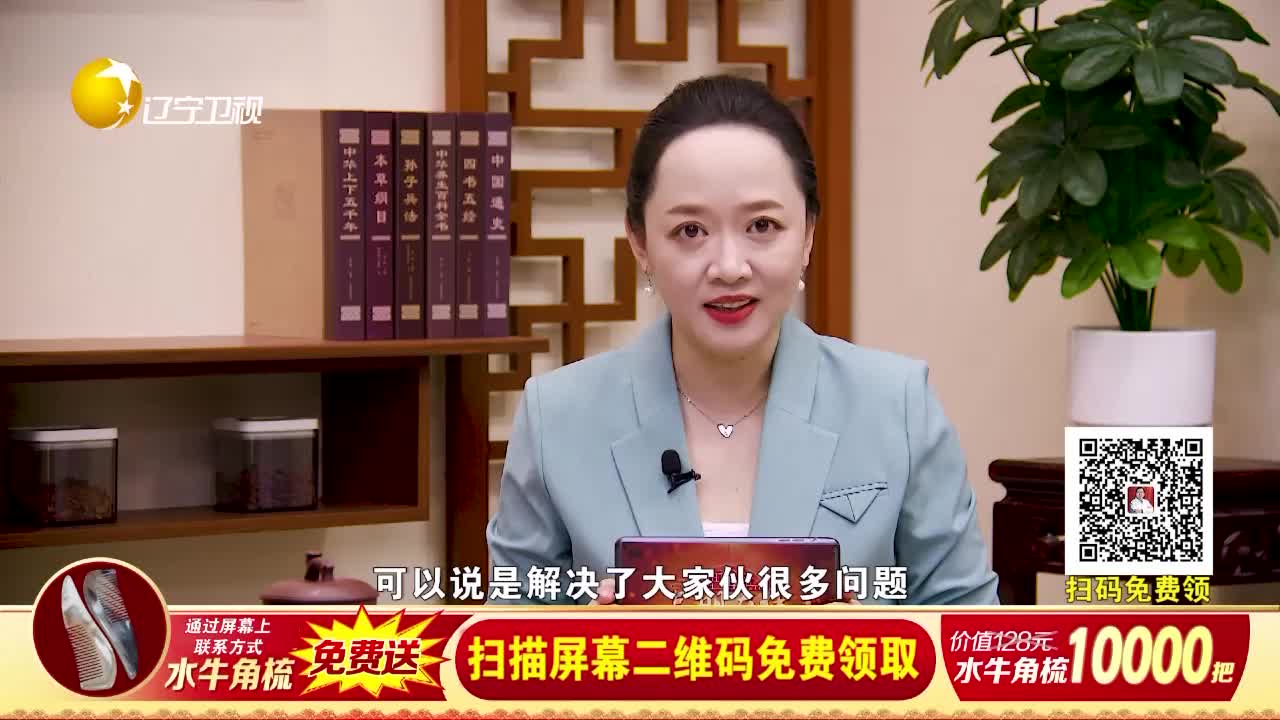 辽宁卫视
中华上下五千年
本草纲目
孙子兵法
中华养生百科全书
四书五经
中国通史
可以说是解决了大家伙很多问题
扫码免费领
通过屏幕上
联系方式
水牛角梳
免费送
扫描屏幕二维码免费领取
价值128元
水牛角梳10000把